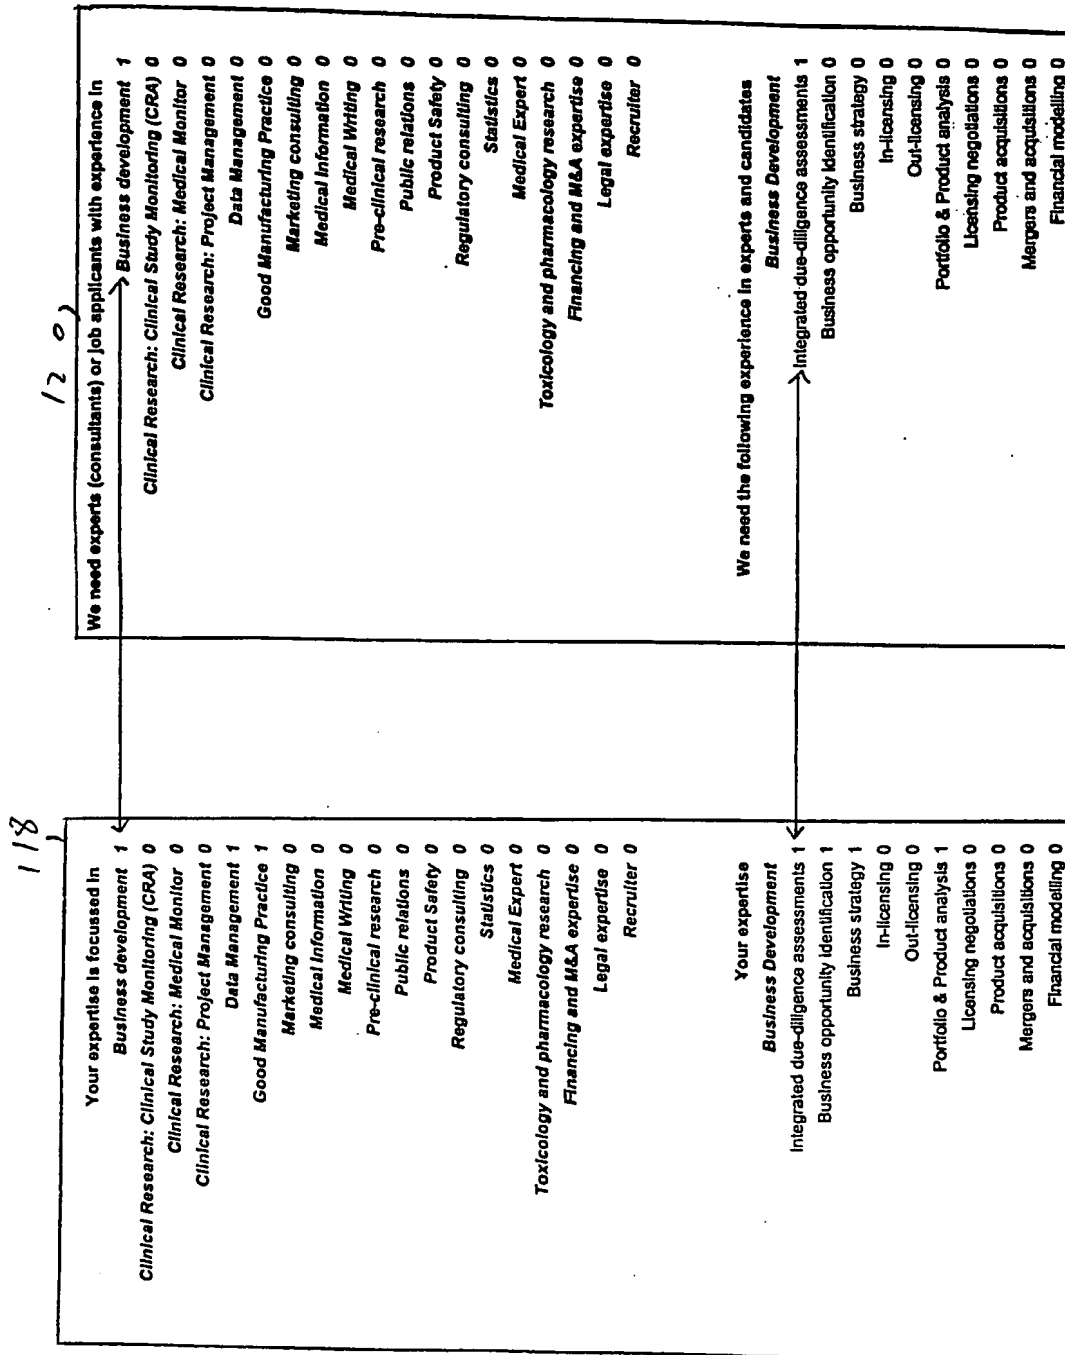 118
Your expertise is focussed in
Business development 1
Clinical Research: Clinical Study Monitoring (CRA) 0
Clinical Research: Medical Monitor 0
Clinical Research: Project Management 0
Data Management 1
Good Manufacturing Practice 1
Marketing consulting 0
Medical Information 0
Medical Writing 0
Pre-clinical research 0
Public relations 0
Product Safety 0
Regulatory consulting 0
Statistics 0
Medical Expert 0
Toxicology and pharmacology research 0
Financing and M&A expertise 0
Legal expertise 0
Recruiter 0
Your expertise
Business Development
Integrated due-diligence assessments 1
Business opportunity identification 1
Business strategy 1
In-licensing 0
Out-licensing 0
Portfolio & Product analysis 1
Licensing negotiations 0
Product acquisitions 0
Mergers and acquisitions 0
Financial modelling 0
120
We need experts (consultants) or job applicants with experience in
Business development 1
Clinical Research: Clinical Study Monitoring (CRA) 0
Clinical Research: Medical Monitor 0
Clinical Research: Project Management 0
Data Management 0
Good Manufacturing Practice 0
Marketing consulting 0
Medical Information 0
Medical Writing 0
Pre-clinical research 0
Public relations 0
Product Safety 0
Regulatory consulting 0
Statistics 0
Medical Expert 0
Toxicology and pharmacology research 0
Financing and M&A expertise 0
Legal expertise 0
Recruiter 0
We need the following experience in experts and candidates
Business Development
Integrated due-diligence assessments 1
Business opportunity identification 0
Business strategy 0
In-licensing 0
Out-licensing 0
Portfolio & Product analysis 0
Licensing negotiations 0
Product acquisitions 0
Mergers and acquisitions 0
Financial modelling 0